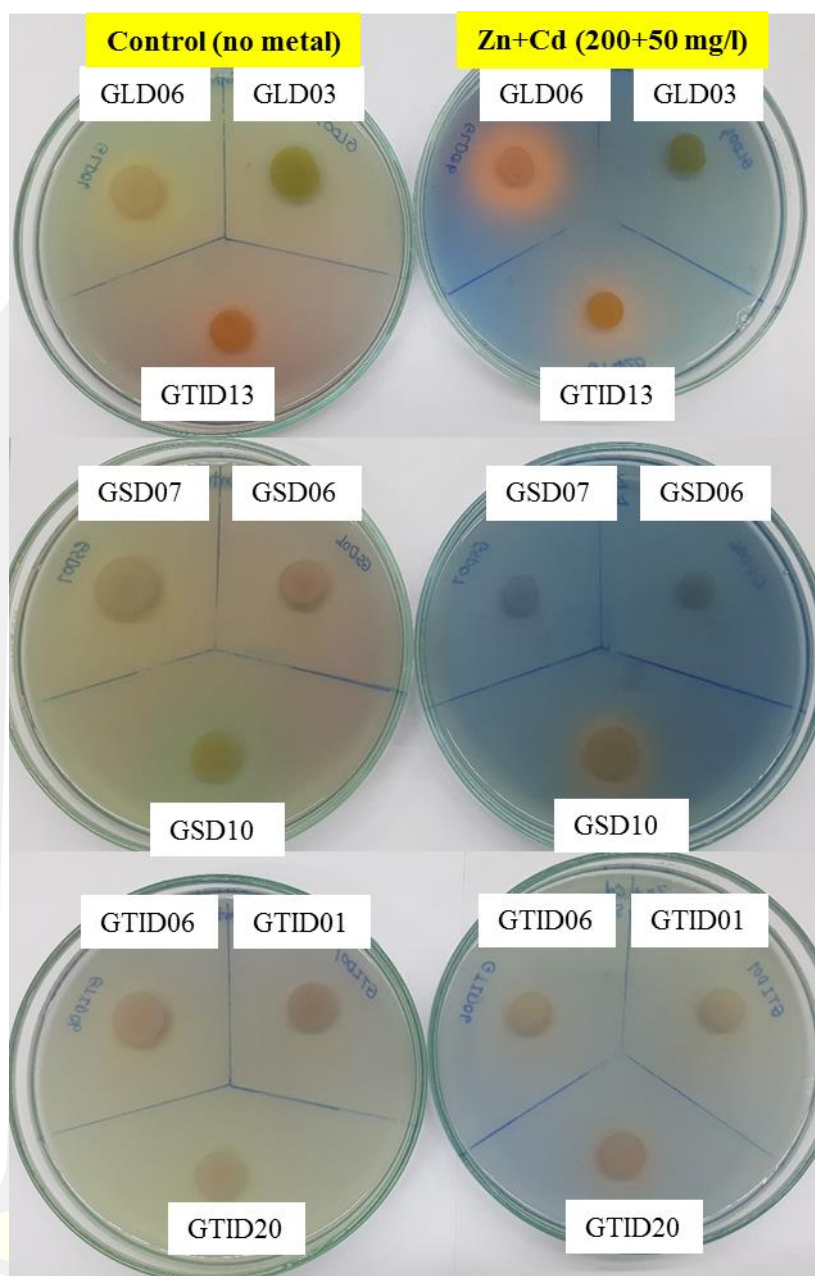 Control (no metal)
Zn+Cd (200+50 mg/l)
GLD06
GLD03
GLD06
GLD03
GTID13
GTID13
GSD07
GSD06
GSD07
GSD06
GSD10
GSD10
GTID06
GTID01
GTID06
GTID01
GTID20
GTID20